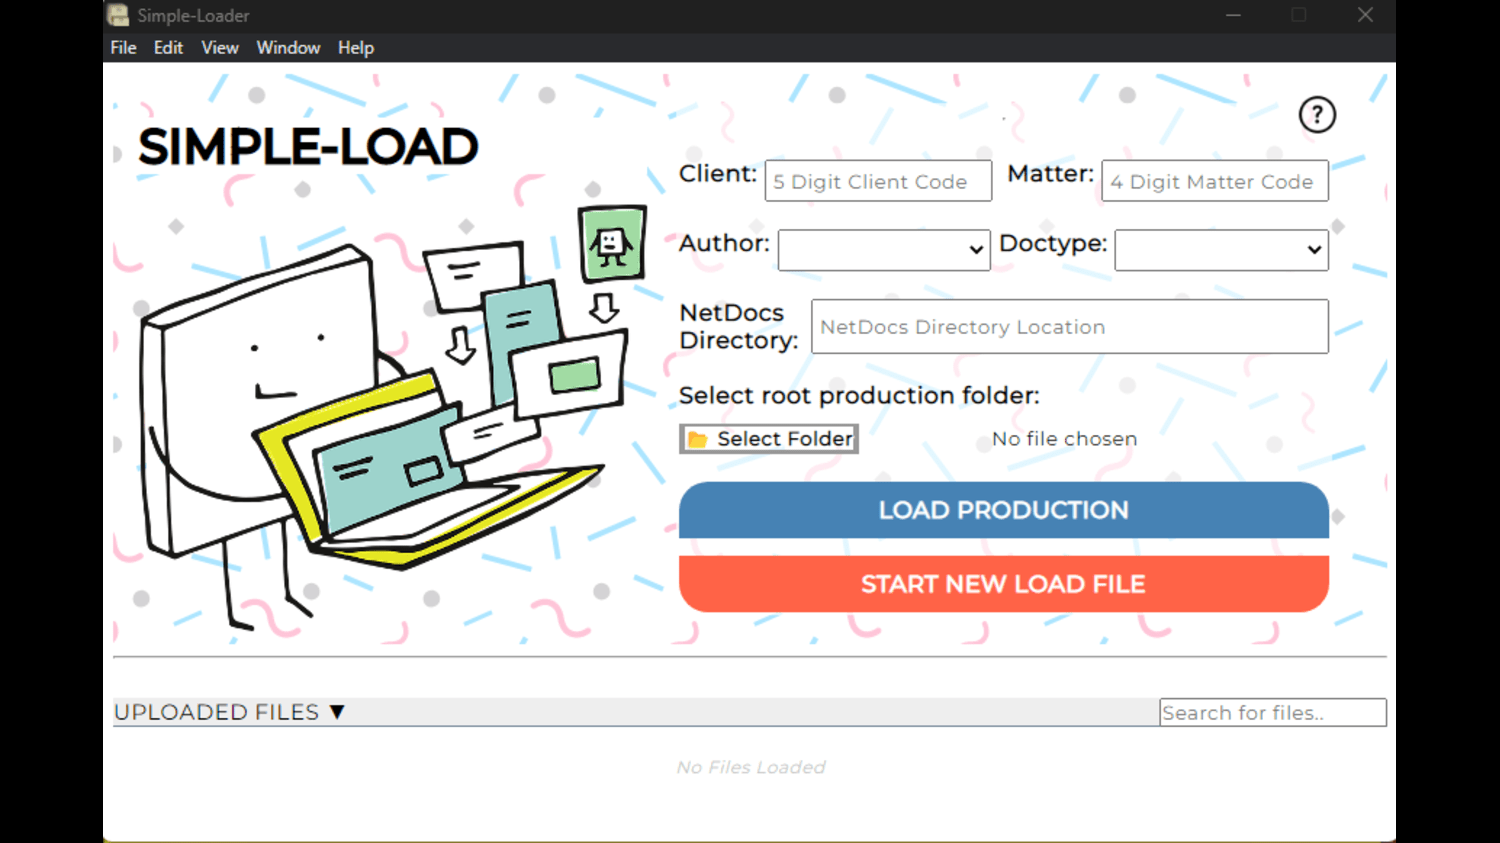 Simple-Loader
File Edit View Window Help
SIMPLE-LOAD
?
Client: 5 Digit Client Code Matter: 4 Digit Matter Code
Author: Doctype:
NetDocs
Directory: NetDocs Directory Location
Select root production folder:
Select Folder No file chosen
LOAD PRODUCTION
START NEW LOAD FILE
UPLOADED FILES ▼ Search for files..
No Files Loaded